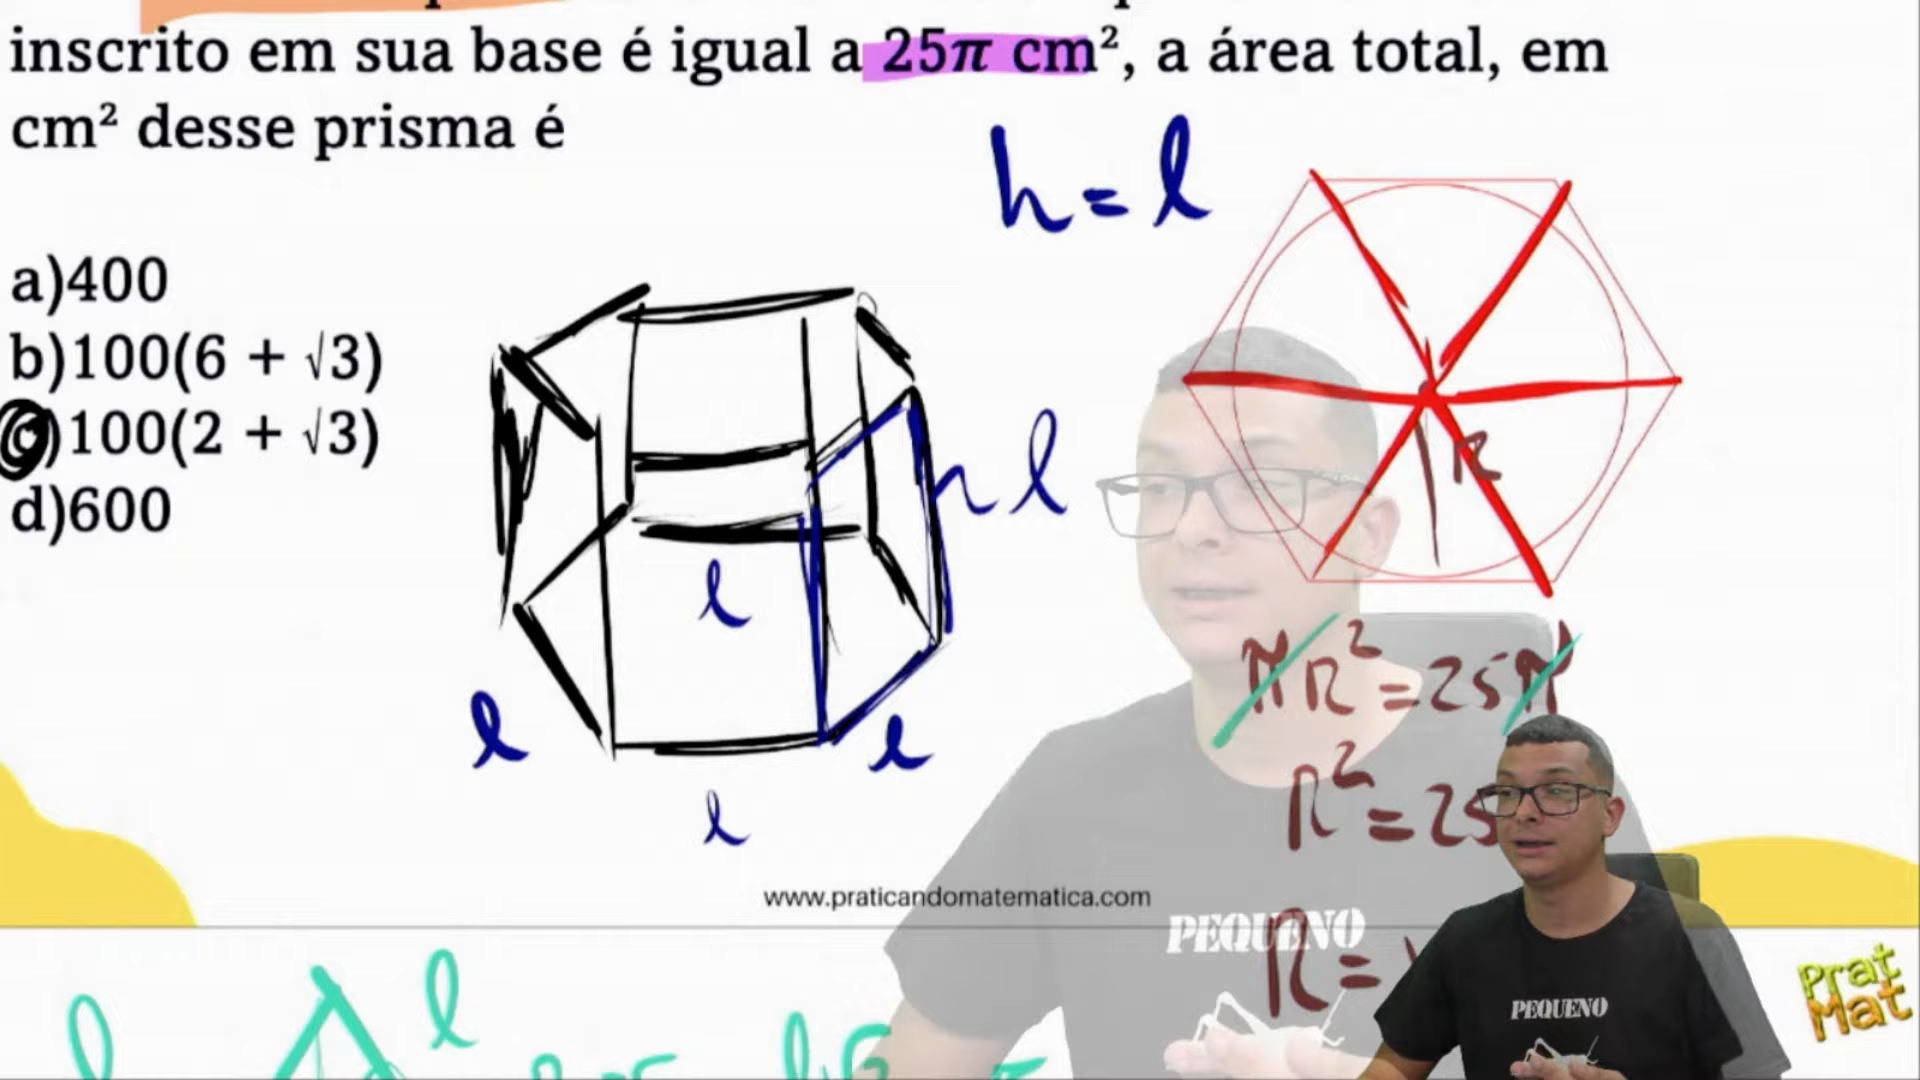 inscrito em sua base é igual a 25π cm², a área total, em
cm² desse prisma é
h = l
a)400
b)100(6 + √3)
c)100(2 + √3)
d)600
h l
R
l
l
l
l
πR² = 25π
R² = 25
R =
www.praticandomatematica.com
PEQUENO
PEQUENO
Prat
Mat
l
l